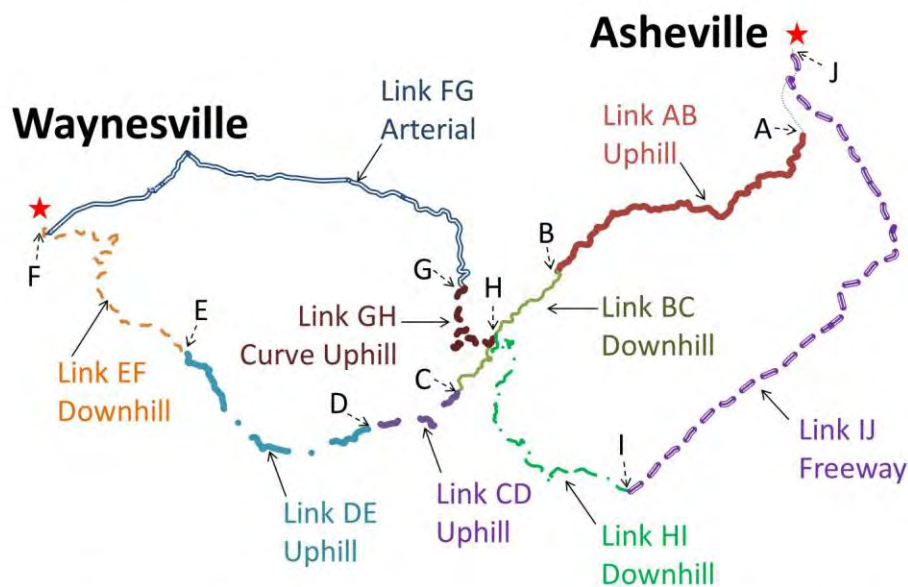 Asheville
J
Link FG
Arterial
Waynesville
Link AB
Uphill
A
B
F
G
H
E
Link GH
Curve Uphill
Link BC
Downhill
Link EF
Downhill
C
D
I
Link IJ
Freeway
Link DE
Uphill
Link CD
Uphill
Link HI
Downhill